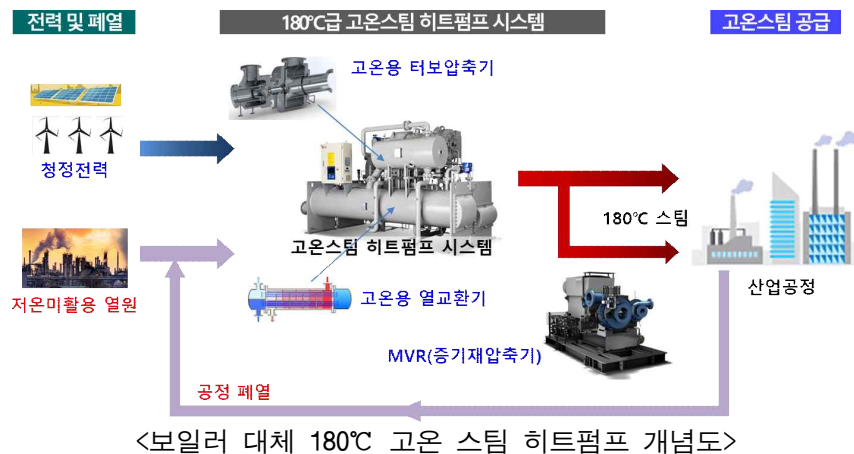 전력 및 폐열
180℃급 고온스팀 히트펌프 시스템
고온스팀 공급
고온용 터보압축기
청정전력
고온스팀 히트펌프 시스템
180℃ 스팀
저온미활용 열원
고온용 열교환기
산업공정
MVR(증기재압축기)
공정 폐열
<보일러 대체 180℃ 고온 스팀 히트펌프 개념도>